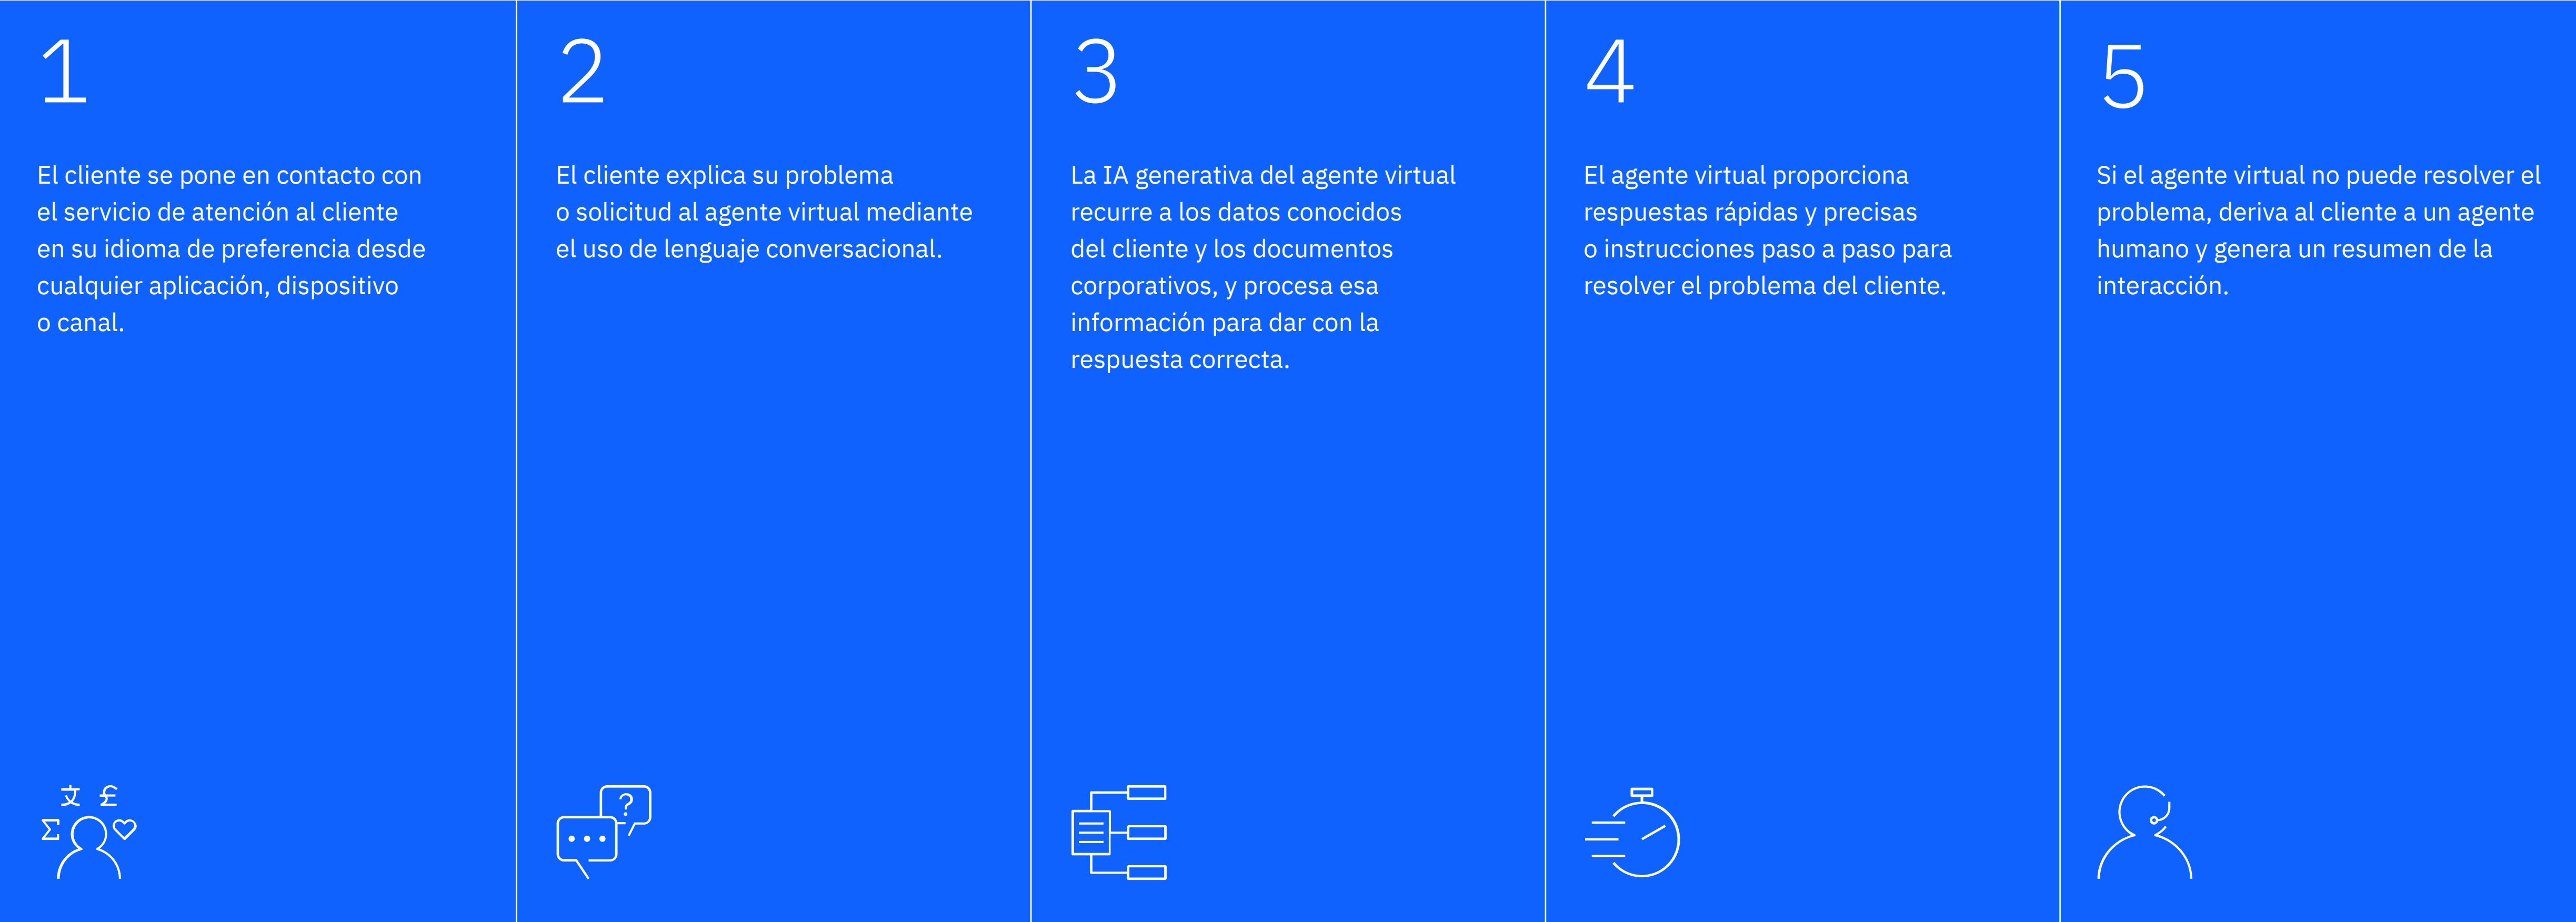 1
El cliente se pone en contacto con
el servicio de atención al cliente
en su idioma de preferencia desde
cualquier aplicación, dispositivo
o canal.
文 £
Σ
2
El cliente explica su problema
o solicitud al agente virtual mediante
el uso de lenguaje conversacional.
?
3
La IA generativa del agente virtual
recurre a los datos conocidos
del cliente y los documentos
corporativos, y procesa esa
información para dar con la
respuesta correcta.
4
El agente virtual proporciona
respuestas rápidas y precisas
o instrucciones paso a paso para
resolver el problema del cliente.
5
Si el agente virtual no puede resolver el
problema, deriva al cliente a un agente
humano y genera un resumen de la
interacción.